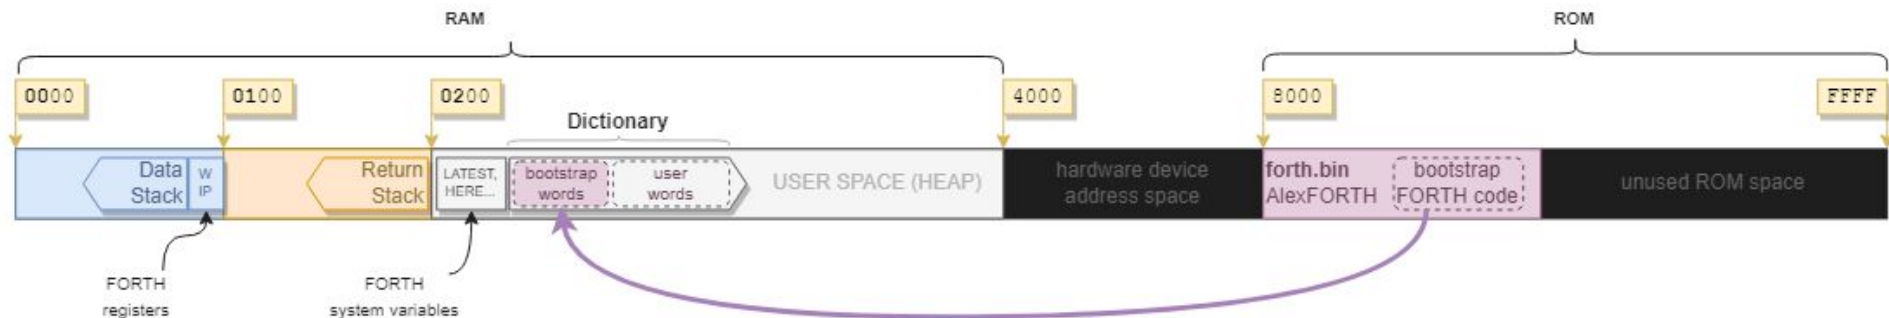 RAM
ROM
0000
0100
0200
4000
8000
FFFF
Dictionary
Data
Stack
W
IP
Return
Stack
LATEST,
HERE...
bootstrap
words
user
words
USER SPACE (HEAP)
hardware device
address space
forth.bin
AlexFORTH
bootstrap
FORTH code
unused ROM space
FORTH
registers
FORTH
system variables